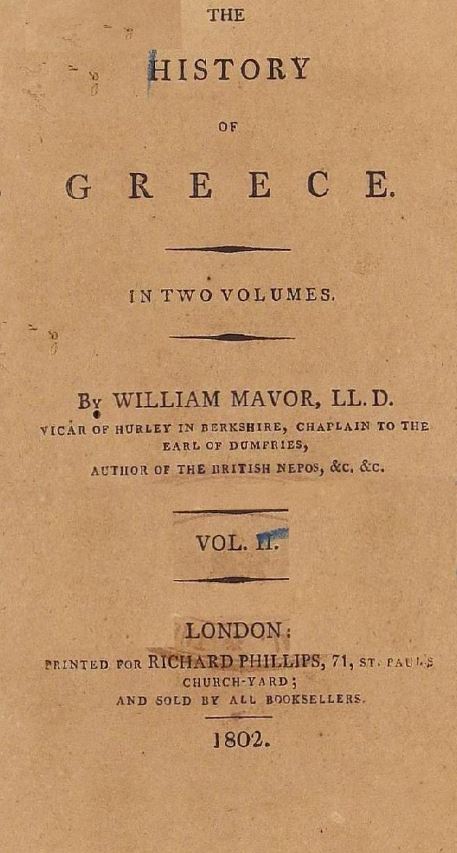 THE
HISTORY
OF
GREECE.
IN TWO VOLUMES.
By WILLIAM MAVOR, LL. D.
VICAR OF HURLEY IN BERKSHIRE, CHAPLAIN TO THE
EARL OF DUMFRIES,
AUTHOR OF THE BRITISH NEPOS, &c. &c.
VOL. II.
LONDON:
PRINTED FOR RICHARD PHILLIPS, 71, ST. PAUL'S
CHURCH-YARD;
AND SOLD BY ALL BOOKSELLERS.
1802.